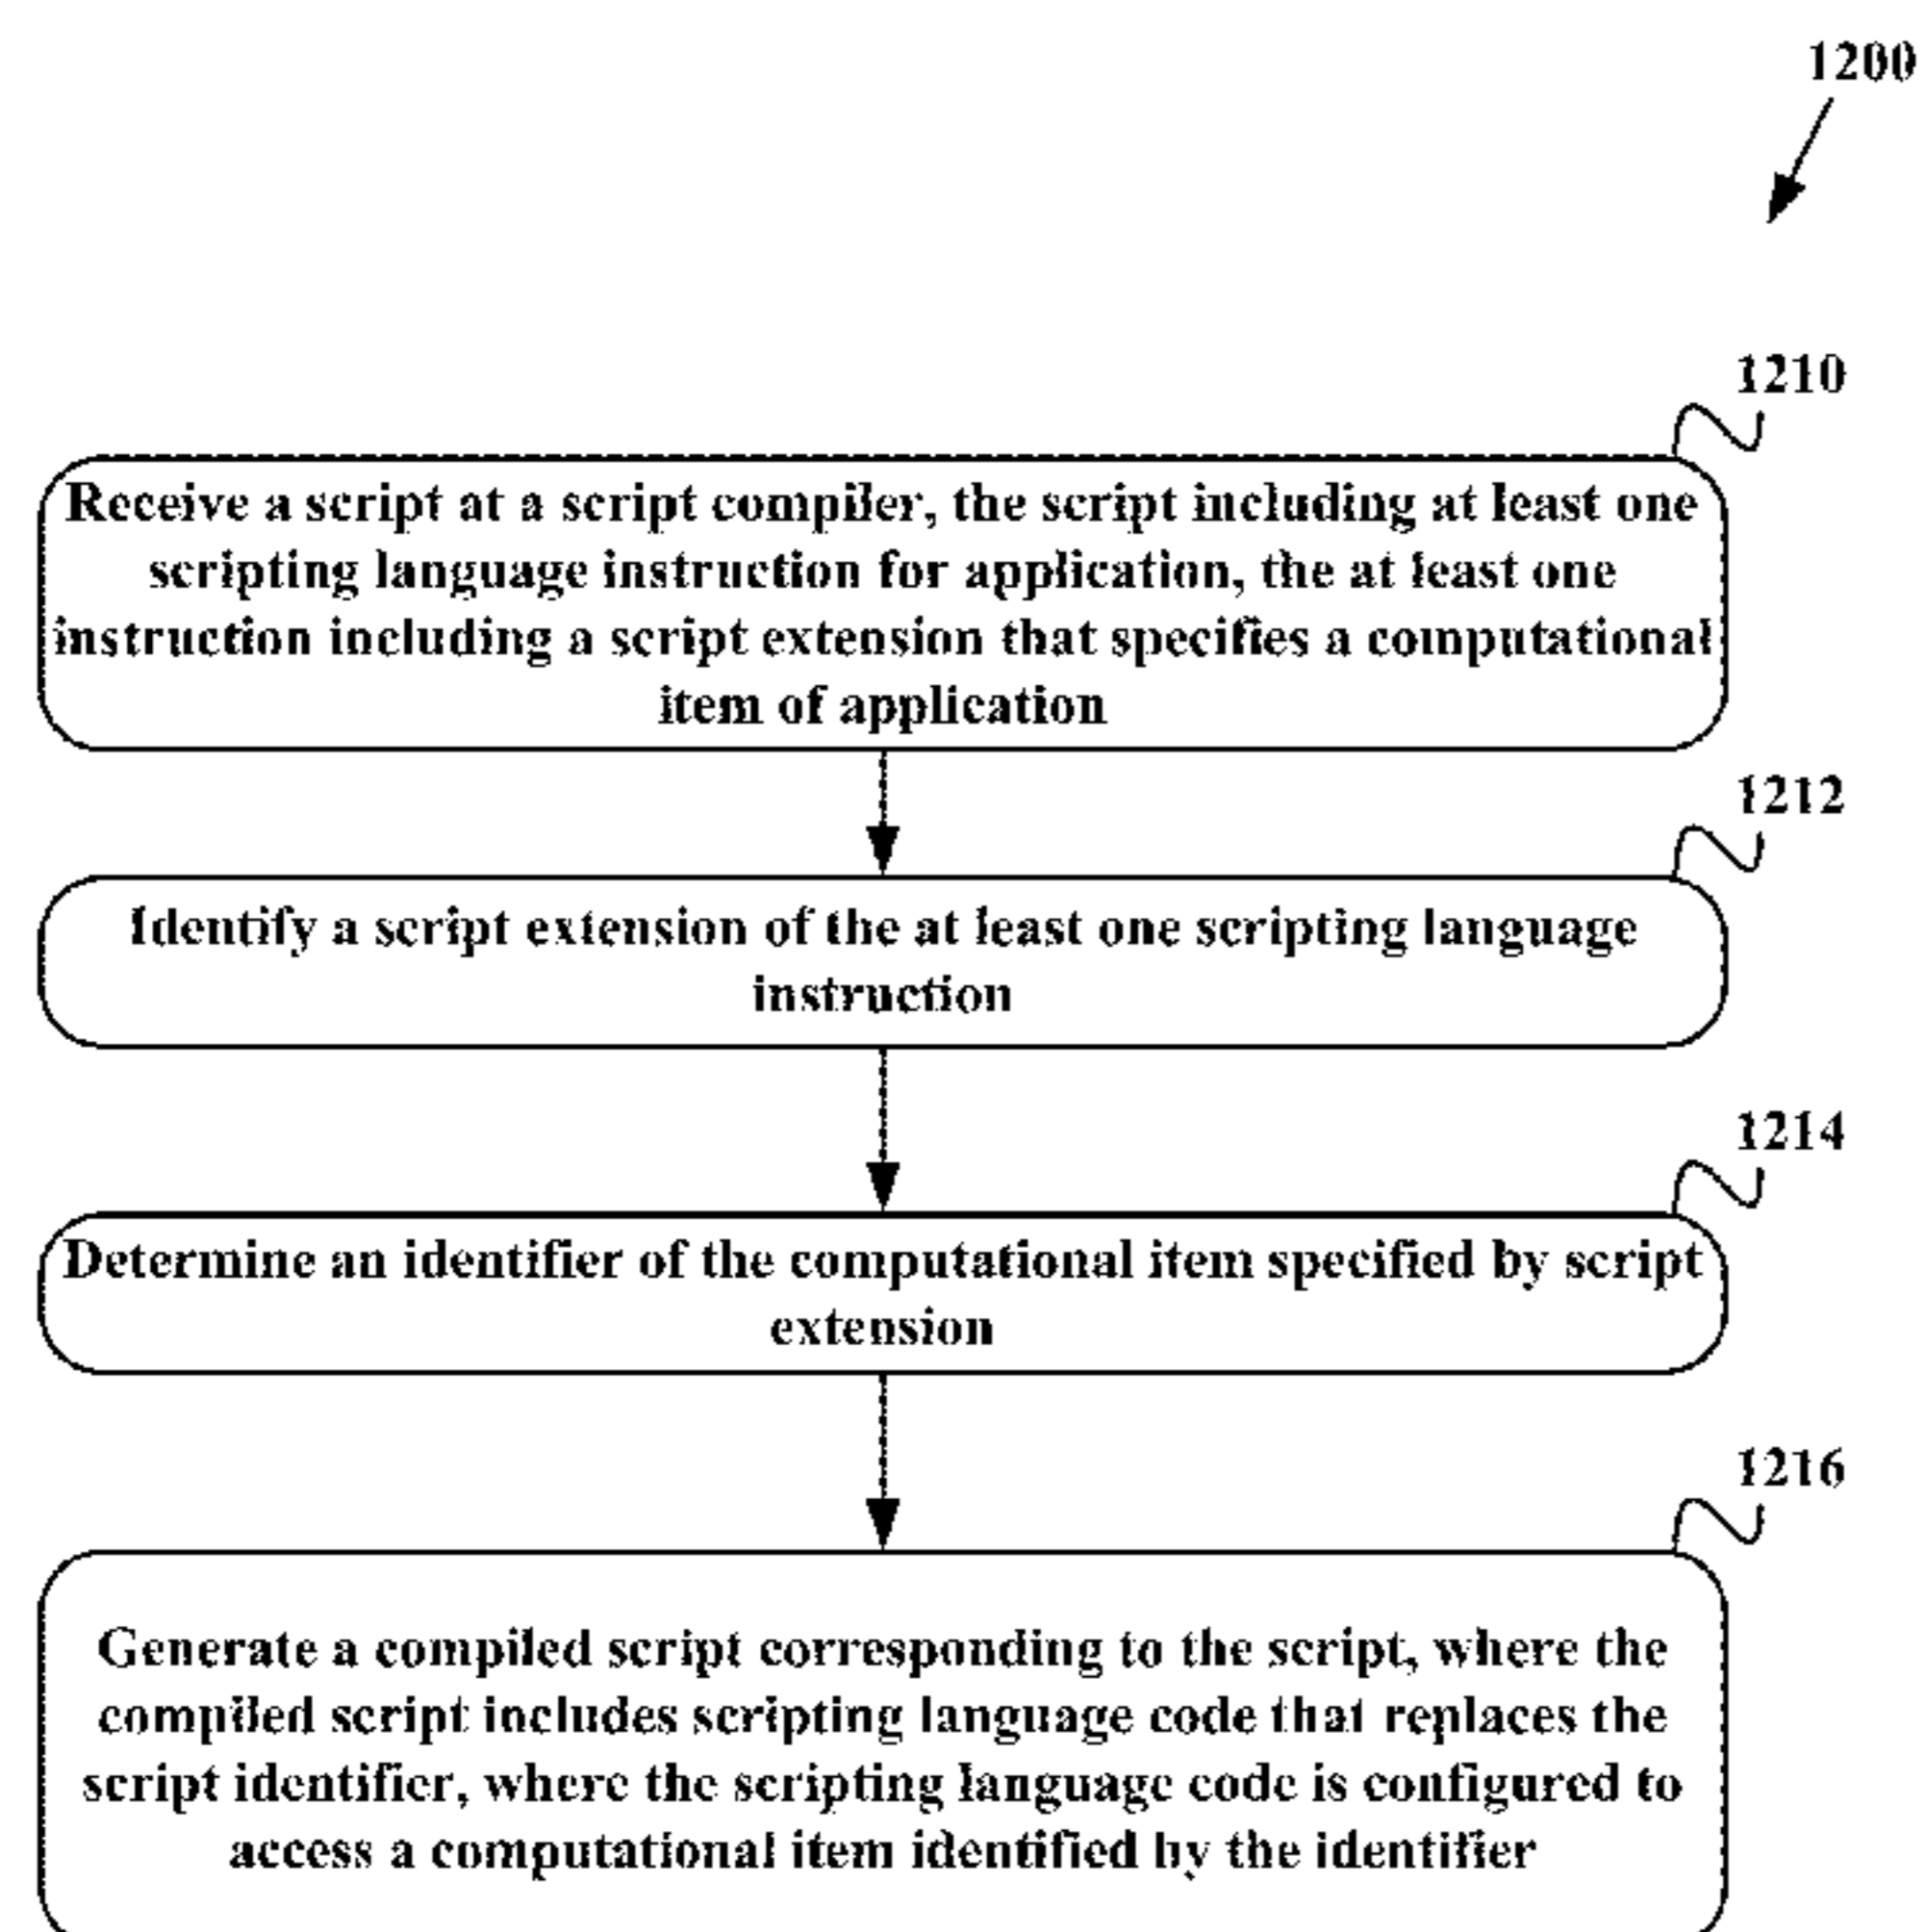 1200
1210
Receive a script at a script compiler, the script including at least one
scripting language instruction for application, the at least one
instruction including a script extension that specifies a computational
item of application
1212
Identify a script extension of the at least one scripting language
instruction
1214
Determine an identifier of the computational item specified by script
extension
1216
Generate a compiled script corresponding to the script, where the
compiled script includes scripting language code that replaces the
script identifier, where the scripting language code is configured to
access a computational item identified by the identifier